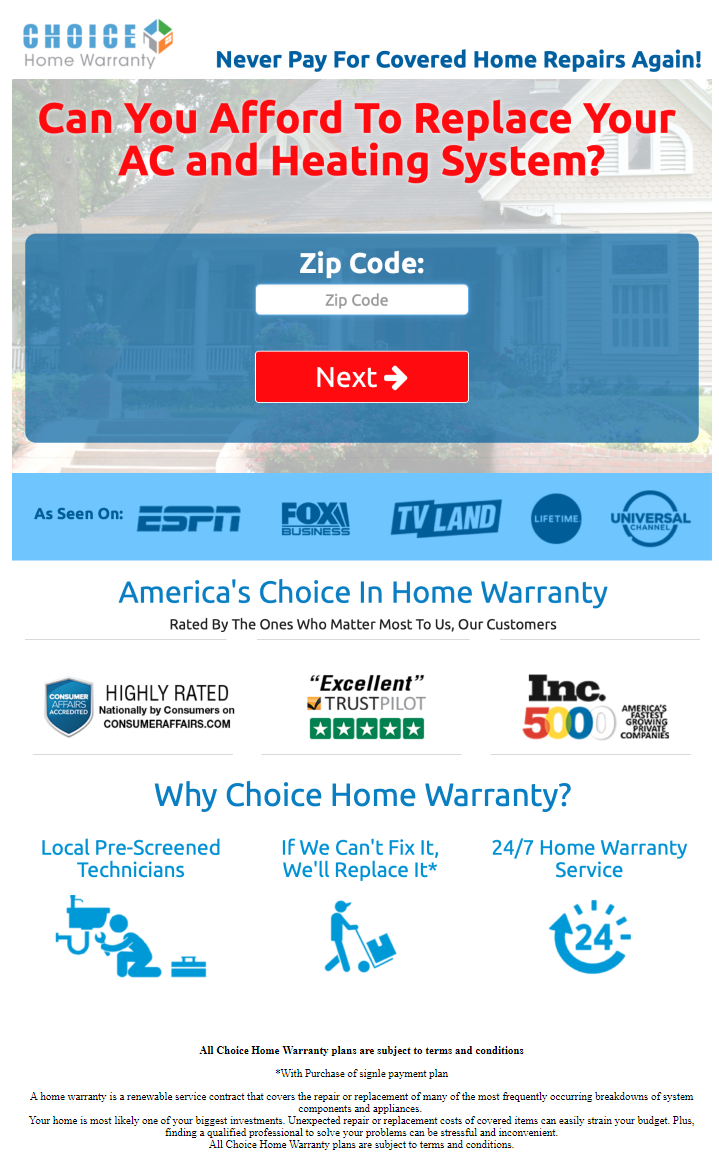 CHOICE
Home Warranty
Never Pay For Covered Home Repairs Again!
Can You Afford To Replace Your
AC and Heating System?
Zip Code:
Zip Code
Next
As Seen On:
ESPN
FOX
BUSINESS
TV LAND
LIFETIME
UNIVERSAL
CHANNEL
America's Choice In Home Warranty
Rated By The Ones Who Matter Most To Us, Our Customers
CONSUMER
AFFAIRS
ACCREDITED
HIGHLY RATED
Nationally by Consumers on
CONSUMERAFFAIRS.COM
“Excellent”
TRUSTPILOT
Inc.
5000
AMERICA'S
FASTEST
GROWING
PRIVATE
COMPANIES
Why Choice Home Warranty?
Local Pre-Screened
Technicians
If We Can't Fix It,
We'll Replace It*
24/7 Home Warranty
Service
24
All Choice Home Warranty plans are subject to terms and conditions
*With Purchase of signle payment plan
A home warranty is a renewable service contract that covers the repair or replacement of many of the most frequently occurring breakdowns of system
components and appliances.
Your home is most likely one of your biggest investments. Unexpected repair or replacement costs of covered items can easily strain your budget. Plus,
finding a qualified professional to solve your problems can be stressful and inconvenient.
All Choice Home Warranty plans are subject to terms and conditions.